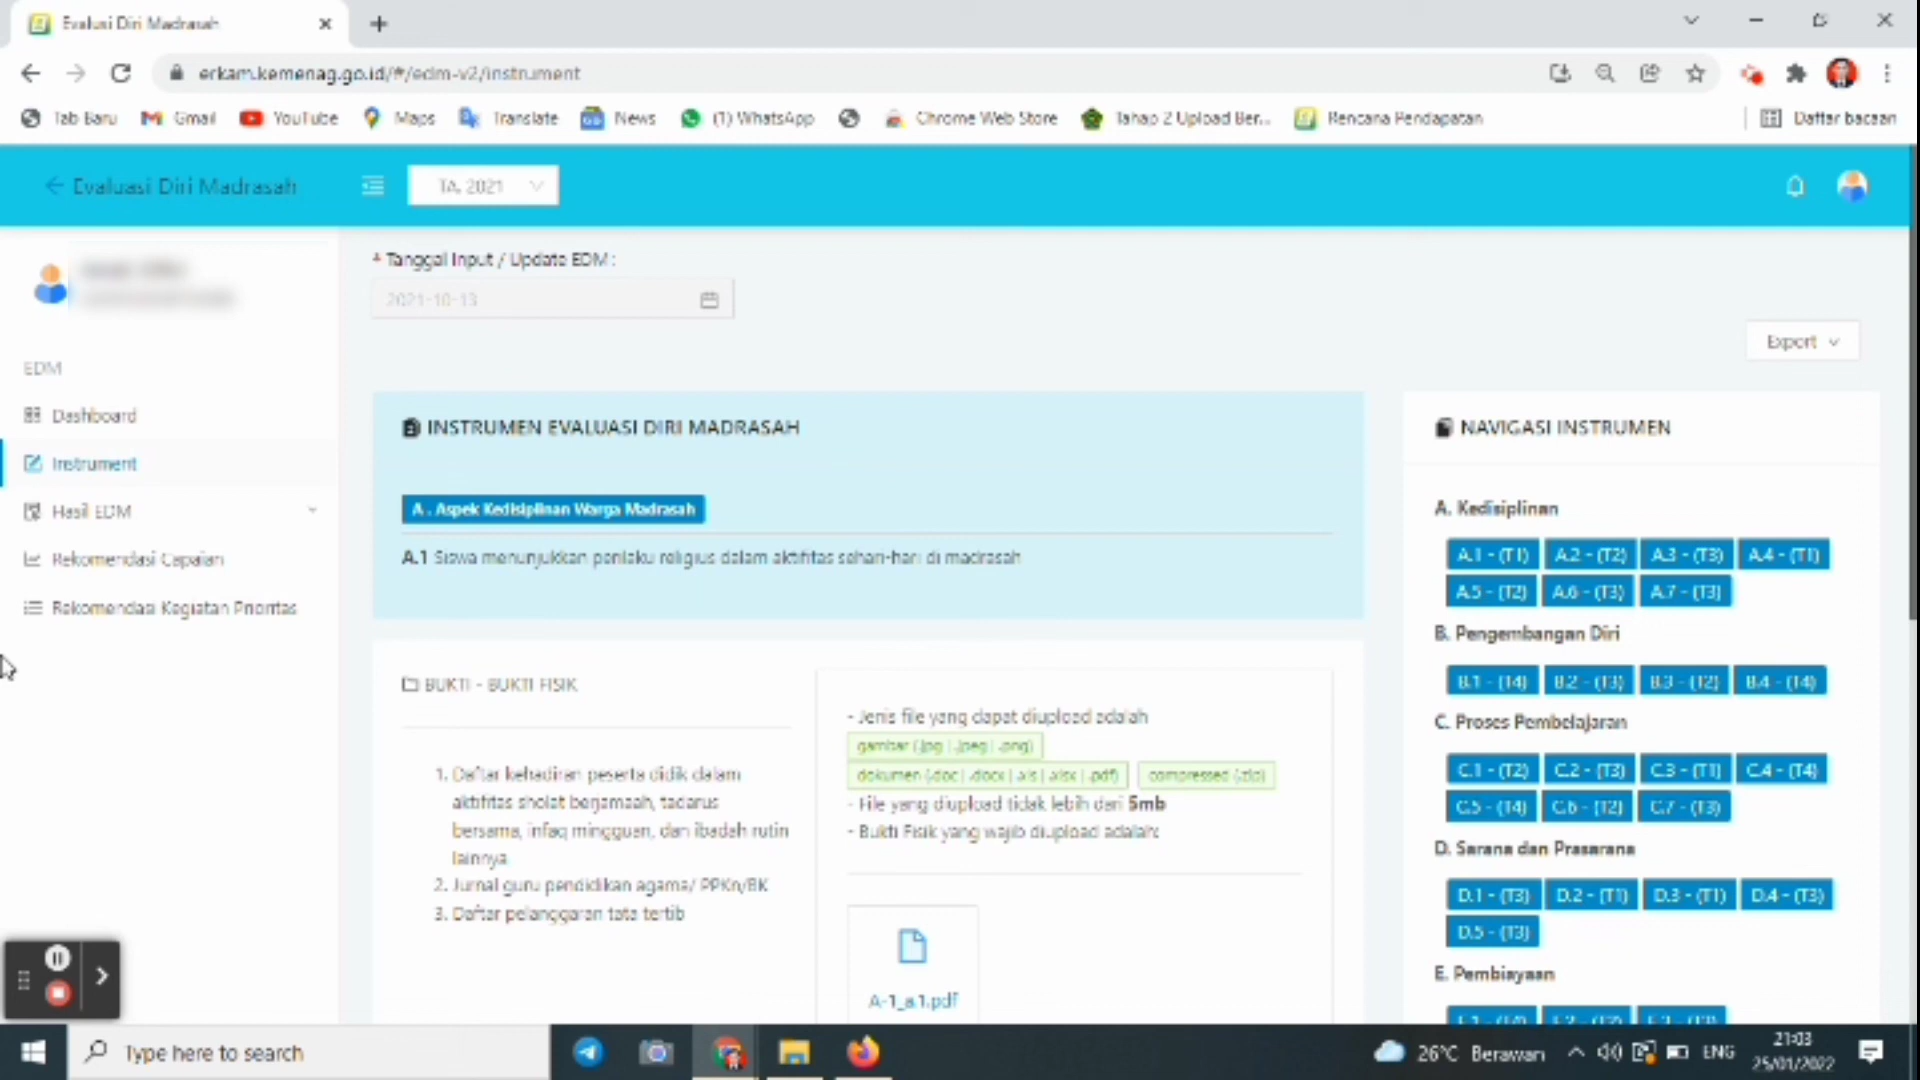 Evalusi Diri Madrasah
erkam.kemenag.go.id/#/edm-v2/instrument
Tab Baru Gmail YouTube Maps Translate News (1) WhatsApp Chrome Web Store Tahap 2 Upload Ber... Rencana Pendapatan Daftar bacaan
Evaluasi Diri Madrasah
TA. 2021
* Tanggal Input / Update EDM :
2021-10-13
Export
EDM
Dashboard
Instrument
Hasil EDM
Rekomendasi Capaian
Rekomendasi Kegiatan Prioritas
INSTRUMEN EVALUASI DIRI MADRASAH
A . Aspek Kedisiplinan Warga Madrasah
A.1 Siswa menunjukkan perilaku religius dalam aktifitas sehari-hari di madrasah
BUKTI - BUKTI FISIK
1. Daftar kehadiran peserta didik dalam
aktifitas sholat berjamaah, tadarus
bersama, infaq mingguan, dan ibadah rutin
lainnya
2. Jurnal guru pendidikan agama/ PPKn/BK
3. Daftar pelanggaran tata tertib
- Jenis file yang dapat diupload adalah
gambar (.jpg | .jpeg | .png)
dokumen (.doc | .docx | .xls | .xlsx | .pdf) compressed (.zip)
- File yang diupload tidak lebih dari 5mb
- Bukti Fisik yang wajib diupload adalah:
A-1_a.1.pdf
NAVIGASI INSTRUMEN
A. Kedisiplinan
A.1 - (T1) A.2 - (T2) A.3 - (T3) A.4 - (T1)
A.5 - (T2) A.6 - (T3) A.7 - (T3)
B. Pengembangan Diri
B.1 - (T4) B.2 - (T3) B.3 - (T2) B.4 - (T4)
C. Proses Pembelajaran
C.1 - (T2) C.2 - (T3) C.3 - (T1) C.4 - (T4)
C.5 - (T4) C.6 - (T2) C.7 - (T3)
D. Sarana dan Prasarana
D.1 - (T3) D.2 - (T1) D.3 - (T1) D.4 - (T3)
D.5 - (T3)
E. Pembiayaan
Type here to search
26°C Berawan
ENG
21:03
25/01/2022